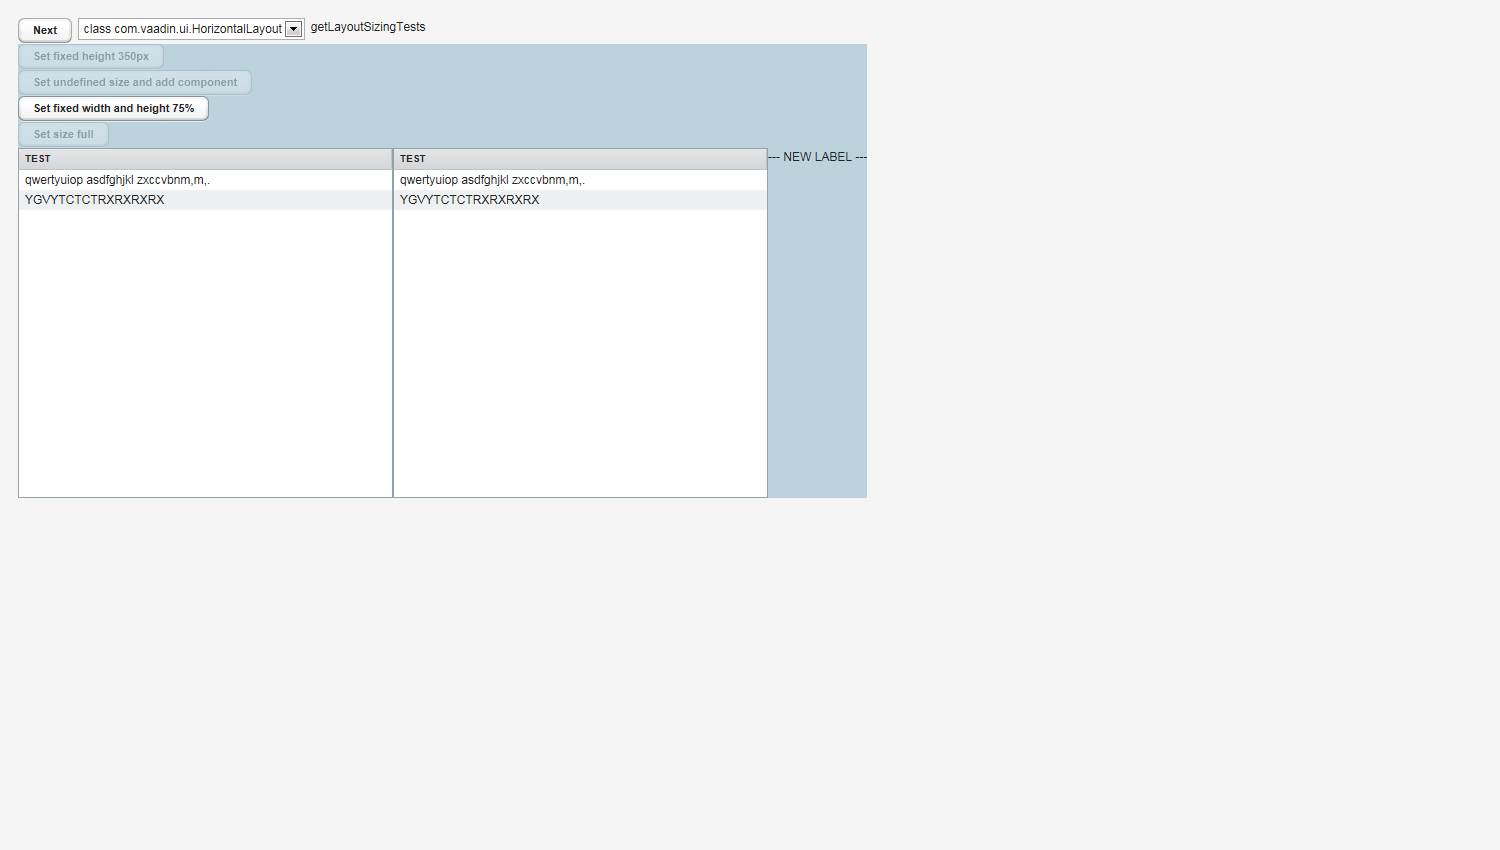 Next class com.vaadin.ui.HorizontalLayout getLayoutSizingTests
Set fixed height 350px
Set undefined size and add component
Set fixed width and height 75%
Set size full
TEST TEST --- NEW LABEL ---
qwertyuiop asdfghjkl zxccvbnm,m,. qwertyuiop asdfghjkl zxccvbnm,m,.
YGVYTCTCTRXRXRXRX YGVYTCTCTRXRXRXRX